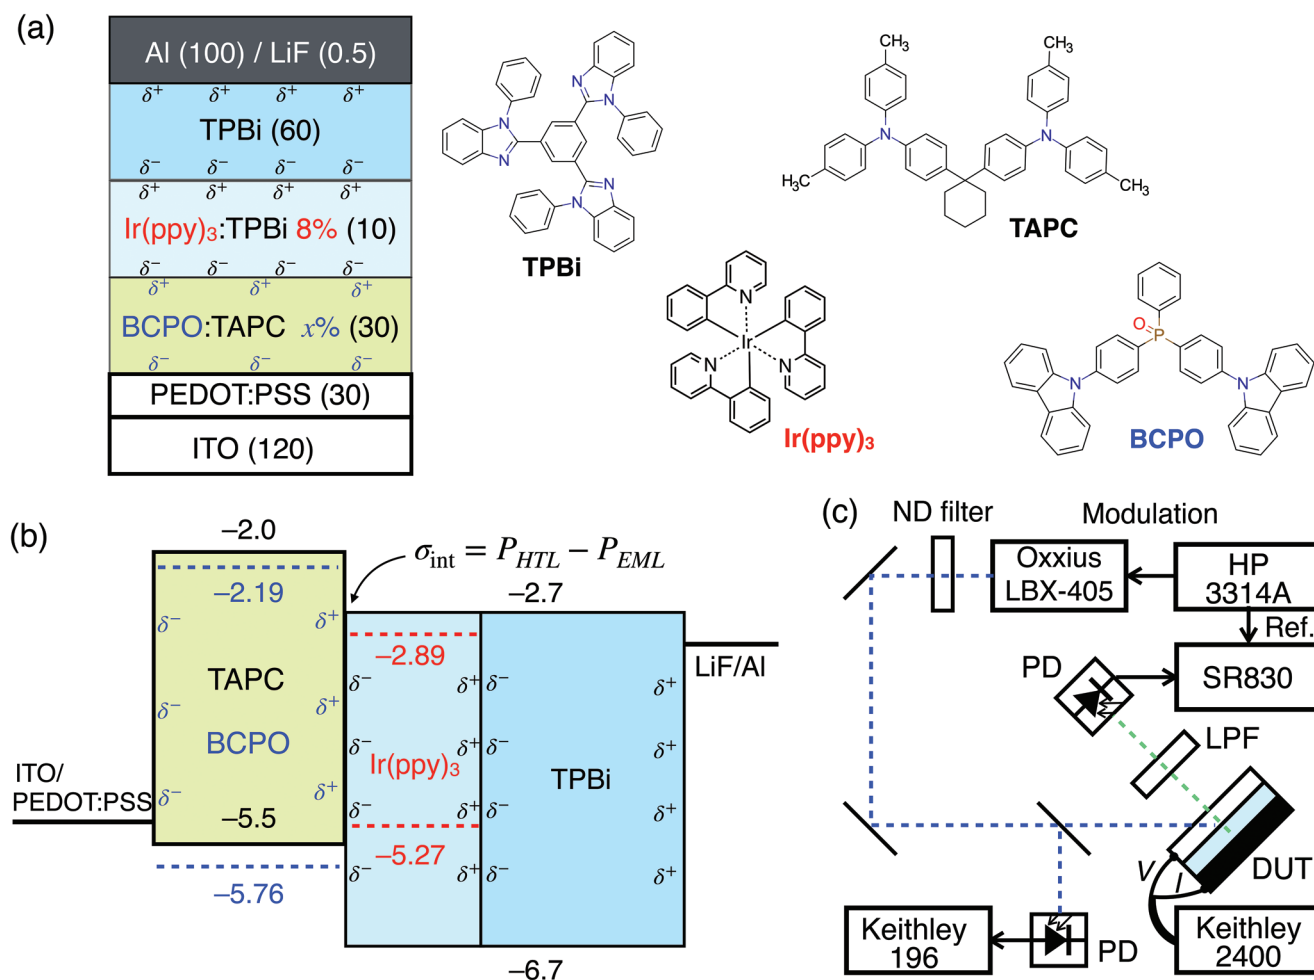 (a)
Al (100) / LiF (0.5)
δ+ δ+ δ+ δ+
TPBi (60)
δ− δ− δ− δ−
δ+ δ+ δ+ δ+
Ir(ppy)3:TPBi 8% (10)
δ− δ− δ− δ−
δ+ δ+ δ+
BCPO:TAPC x% (30)
δ− δ− δ−
PEDOT:PSS (30)
ITO (120)
N
N
N
N
N
N
TPBi
CH3
CH3
N
N
H3C
CH3
TAPC
N
Ir
N
N
Ir(ppy)3
O
P
N
N
BCPO
(b)
−2.0
σint = PHTL − PEML
−2.19
−2.7
δ− δ+
−2.89
LiF/Al
TAPC
δ− δ+ δ− δ+
δ− δ+
BCPO
δ− δ+ δ− δ+
Ir(ppy)3
TPBi
ITO/
PEDOT:PSS
δ− δ+
−5.5
δ− δ+ δ− δ+
−5.27
δ− δ+ δ− δ+
−5.76
−6.7
(c)
ND filter
Modulation
Oxxius
LBX-405
HP
3314A
Ref.
PD
SR830
LPF
V
I
DUT
Keithley
196
PD
Keithley
2400